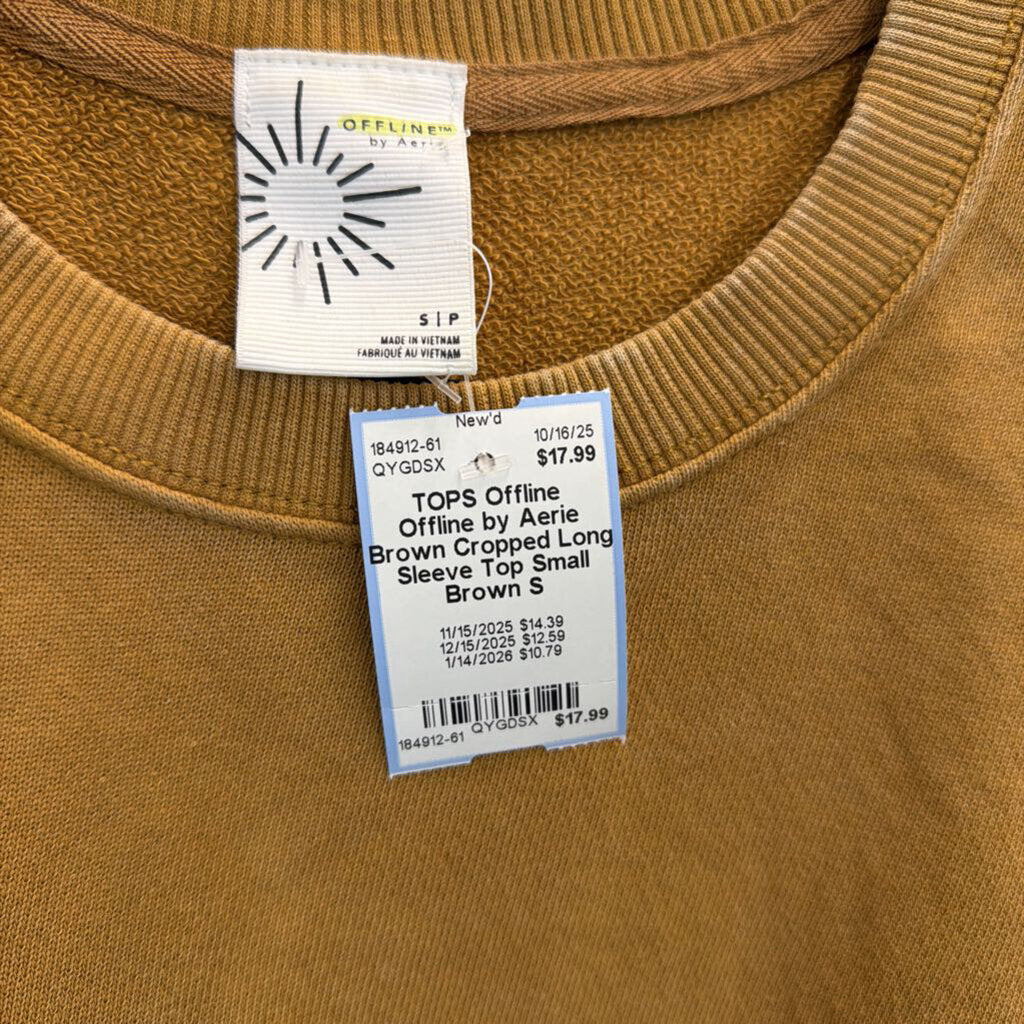 OFFLINE™
by Aerie
S | P
MADE IN VIETNAM
FABRIQUÉ AU VIETNAM
New'd
184912-61 10/16/25
QYGDSX $17.99
TOPS Offline
Offline by Aerie
Brown Cropped Long
Sleeve Top Small
Brown S
11/15/2025 $14.39
12/15/2025 $12.59
1/14/2026 $10.79
184912-61 QYGDSX $17.99